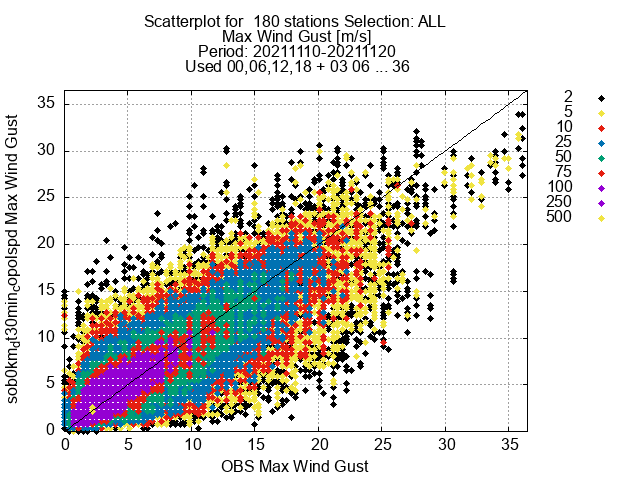 Scatterplot for 180 stations Selection: ALL
Max Wind Gust [m/s]
Period: 20211110-20211120
Used 00,06,12,18 + 03 06 ... 36
2
5
10
25
50
75
100
250
500
sob0km_dt30min_copolspd Max Wind Gust
35
30
25
20
15
10
5
0
0 5 10 15 20 25 30 35
OBS Max Wind Gust